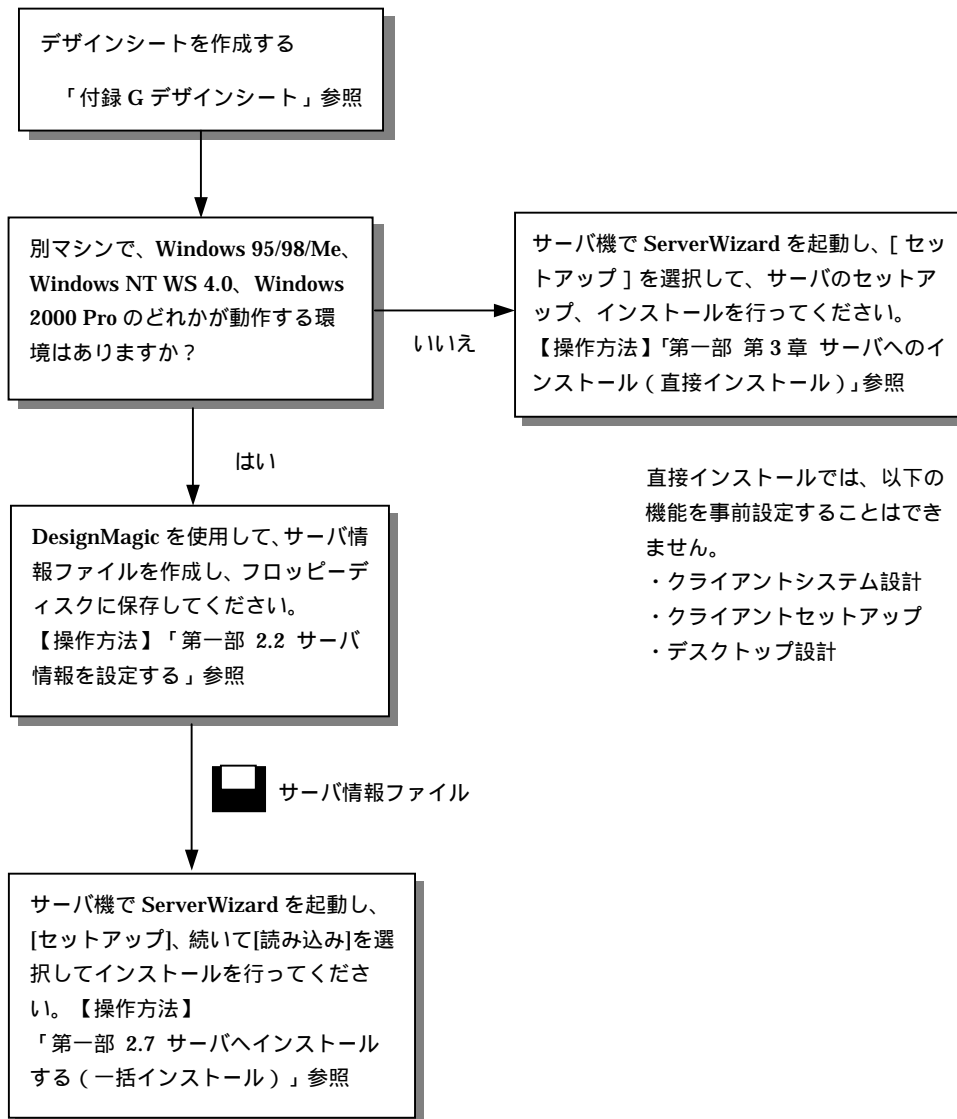 デザインシートを作成する
「付録 G デザインシート」参照
別マシンで、Windows 95/98/Me、
Windows NT WS 4.0、Windows
2000 Pro のどれかが動作する環
境はありますか？
いいえ
サーバ機で ServerWizard を起動し、[ セッ
トアップ ] を選択して、サーバのセットア
ップ、インストールを行ってください。
【操作方法】「第一部 第 3 章 サーバへのイ
ンストール（直接インストール）」参照
はい
直接インストールでは、以下の
機能を事前設定することはでき
ません。
・クライアントシステム設計
・クライアントセットアップ
・デスクトップ設計
DesignMagic を使用して、サーバ情
報ファイルを作成し、フロッピーデ
ィスクに保存してください。
【操作方法】「第一部 2.2 サーバ
情報を設定する」参照
サーバ情報ファイル
サーバ機で ServerWizard を起動し、
[セットアップ]、続いて[読み込み]を選
択してインストールを行ってくださ
い。【操作方法】
「第一部 2.7 サーバへインストール
する（一括インストール）」参照